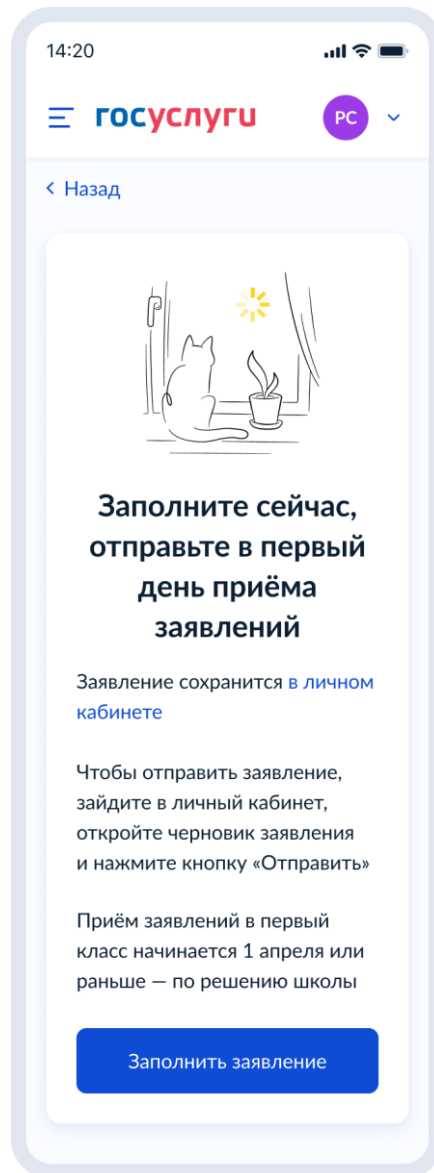 14:20
госуслуги
РС
Назад
Заполните сейчас,
отправьте в первый
день приёма
заявлений
Заявление сохранится в личном
кабинете
Чтобы отправить заявление,
зайдите в личный кабинет,
откройте черновик заявления
и нажмите кнопку «Отправить»
Приём заявлений в первый
класс начинается 1 апреля или
раньше — по решению школы
Заполнить заявление